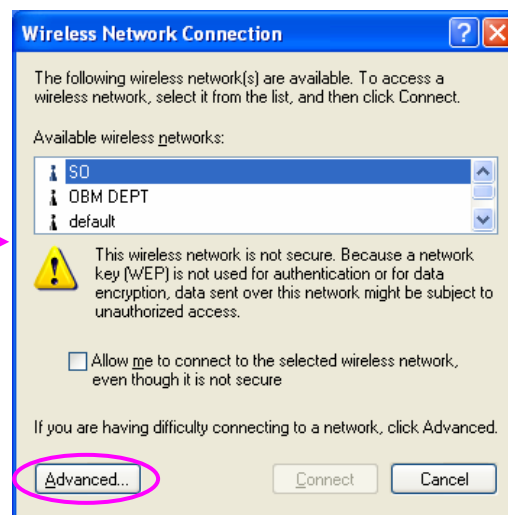 Wireless Network Connection
The following wireless network(s) are available. To access a
wireless network, select it from the list, and then click Connect.
Available wireless networks:
SO
OBM DEPT
default
This wireless network is not secure. Because a network
key (WEP) is not used for authentication or for data
encryption, data sent over this network might be subject to
unauthorized access.
Allow me to connect to the selected wireless network,
even though it is not secure
If you are having difficulty connecting to a network, click Advanced.
Advanced... Connect Cancel